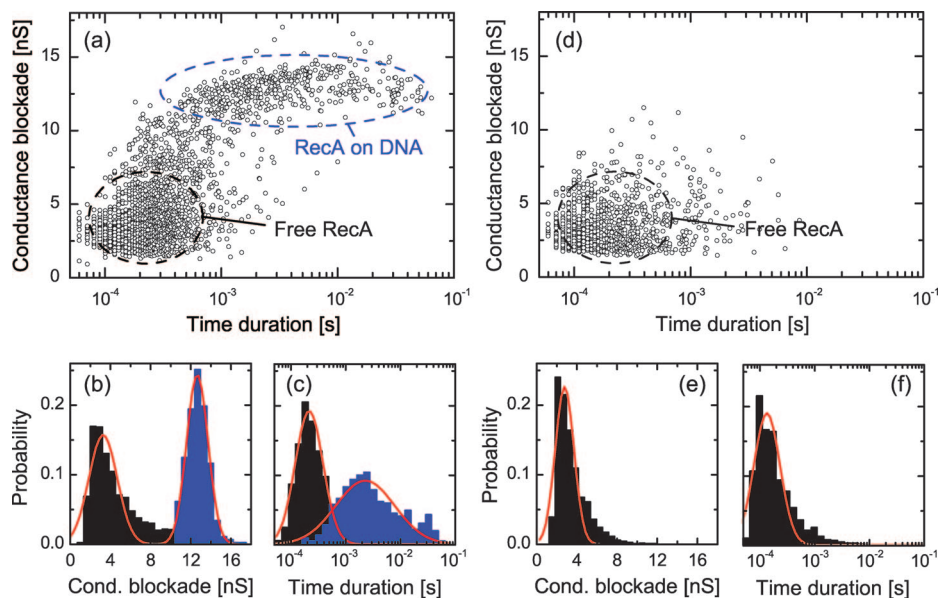 (a)
Conductance blockade [nS]
15
10
5
0
RecA on DNA
Free RecA
10⁻⁴ 10⁻³ 10⁻² 10⁻¹
Time duration [s]
(d)
Conductance blockade [nS]
15
10
5
0
Free RecA
10⁻⁴ 10⁻³ 10⁻² 10⁻¹
Time duration [s]
(b)
Probability
0.2
0.1
0.0
0 4 8 12 16
Cond. blockade [nS]
(c)
10⁻⁴ 10⁻³ 10⁻² 10⁻¹
Time duration [s]
(e)
Probability
0.2
0.1
0.0
0 4 8 12 16
Cond. blockade [nS]
(f)
10⁻⁴ 10⁻³ 10⁻² 10⁻¹
Time duration [s]